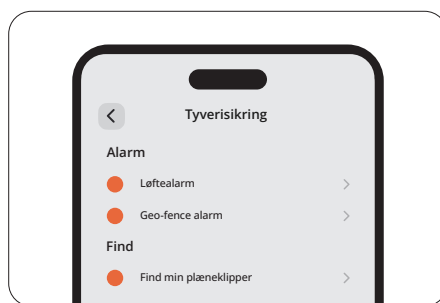 Tyverisikring
Alarm
Løftealarm
Geo-fence alarm
Find
Find min plæneklipper